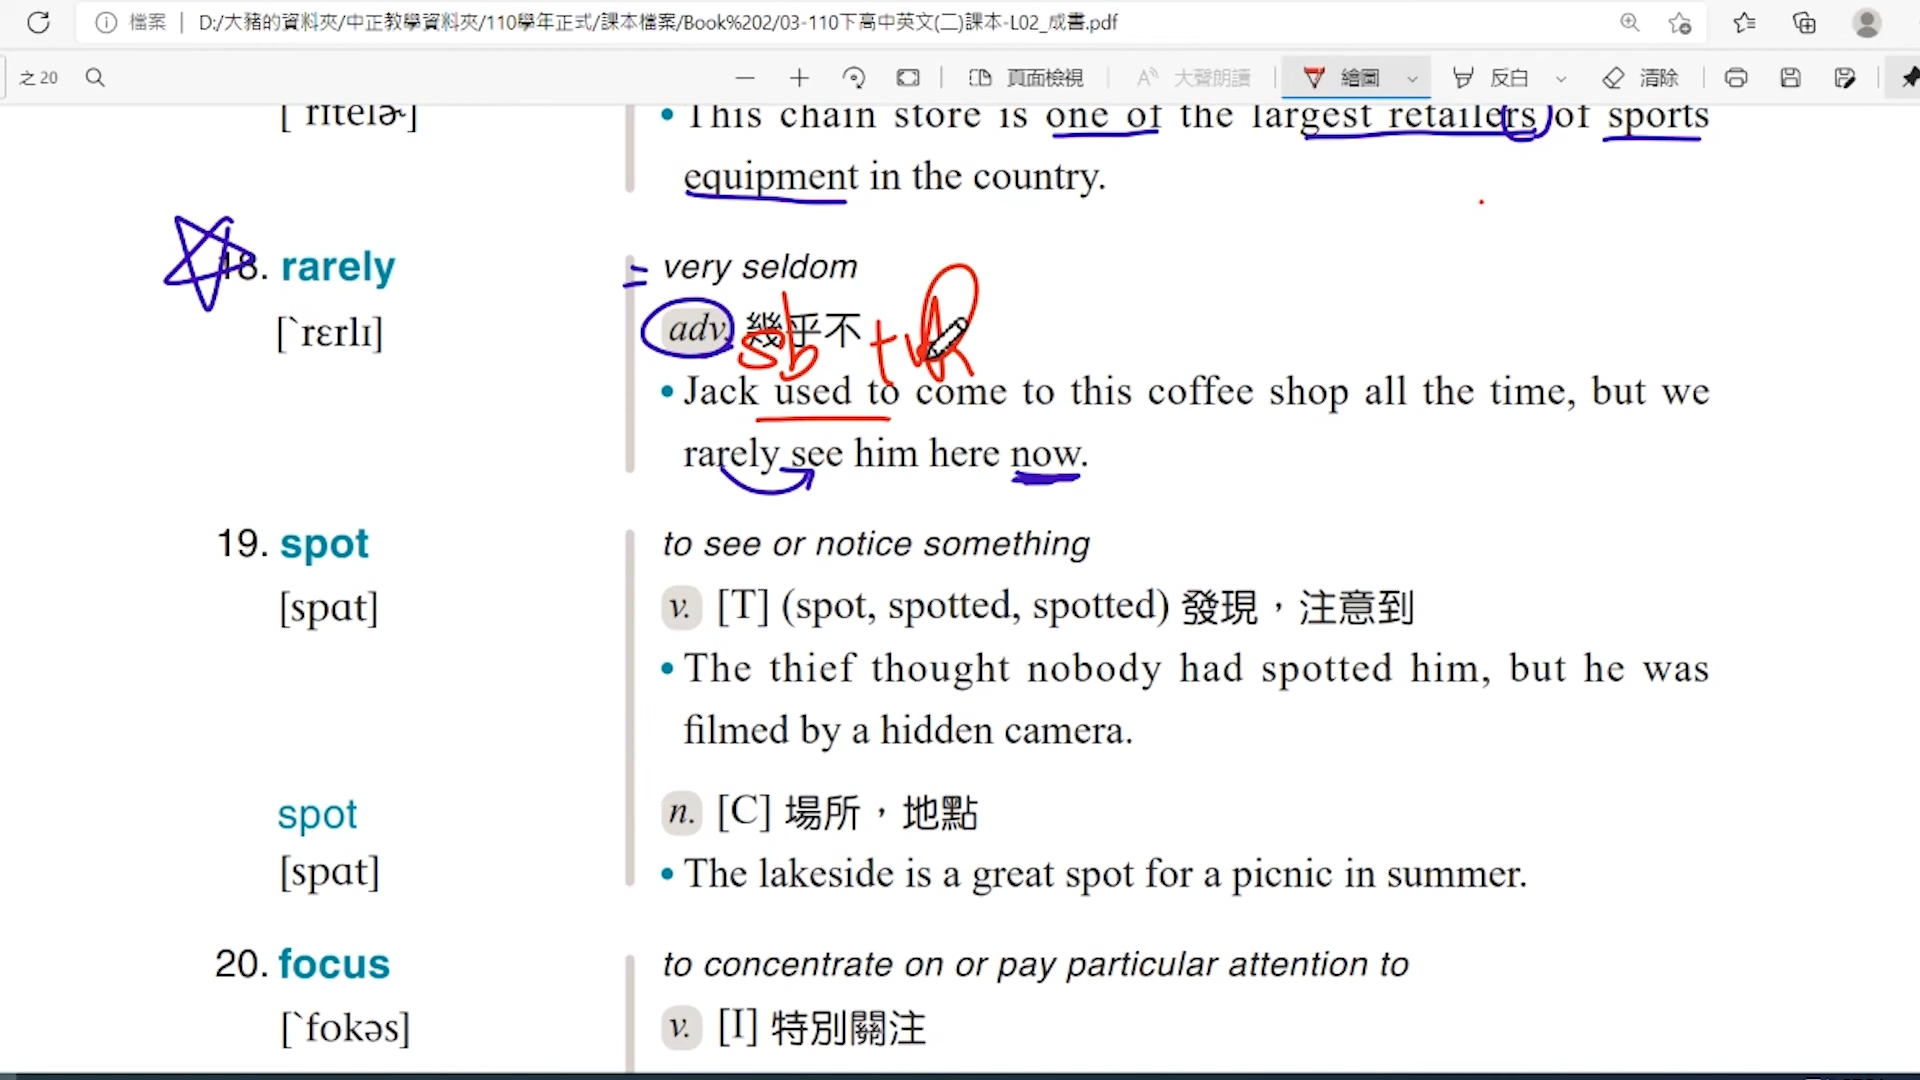 檔案 | D:/大豬的資料夾/中正教學資料夾/110學年正式/課本檔案/Book%202/03-110下高中英文(二)課本-L02_成書.pdf
之 20 頁面檢視 大聲朗讀 繪圖 反白 清除
[ˋritelɚ]
• This chain store is one of the largest retailers of sports equipment in the country.
18. rarely
= very seldom
[ˋrɛrlɪ]
adv. 幾乎不
sb
• Jack used to come to this coffee shop all the time, but we
rarely see him here now.
19. spot
to see or notice something
[spɑt]
v. [T] (spot, spotted, spotted) 發現，注意到
• The thief thought nobody had spotted him, but he was
filmed by a hidden camera.
spot
n. [C] 場所，地點
[spɑt]
• The lakeside is a great spot for a picnic in summer.
20. focus
to concentrate on or pay particular attention to
[ˋfokəs]
v. [I] 特別關注